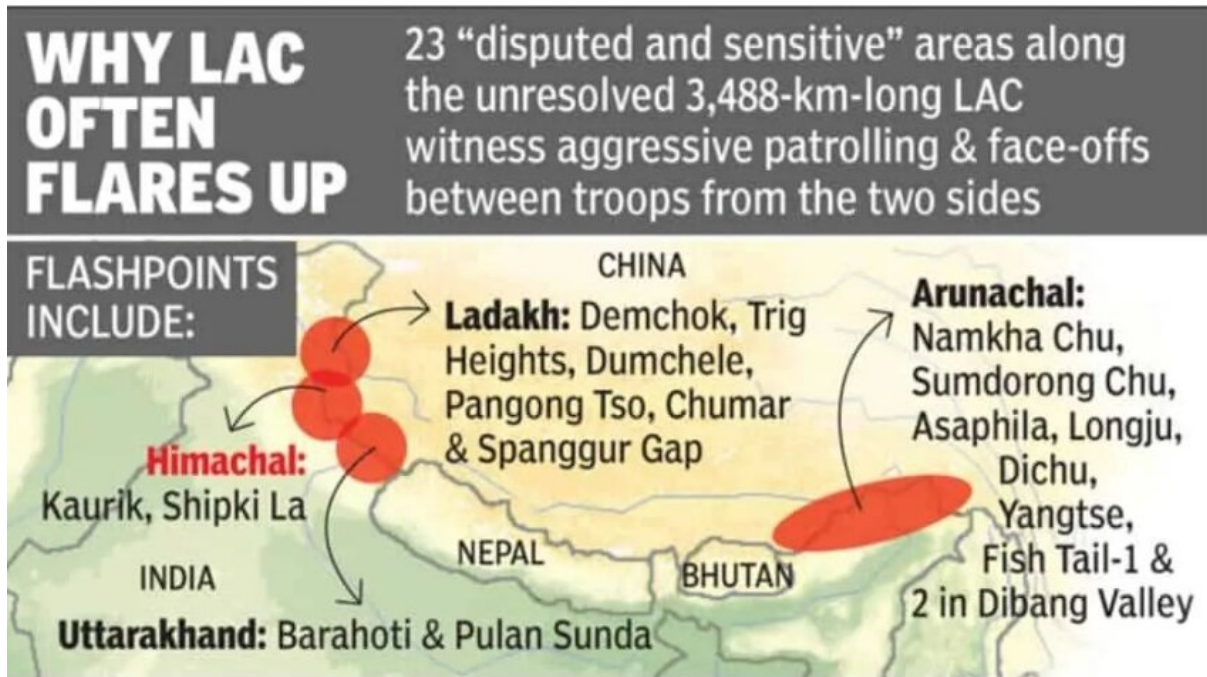 WHY LAC
OFTEN
FLARES UP
23 “disputed and sensitive” areas along
the unresolved 3,488-km-long LAC
witness aggressive patrolling & face-offs
between troops from the two sides
FLASHPOINTS
INCLUDE:
CHINA
Ladakh: Demchok, Trig
Heights, Dumchele,
Pangong Tso, Chumar
& Spanggur Gap
Arunachal:
Namkha Chu,
Sumdorong Chu,
Asaphila, Longju,
Dichu,
Yangtse,
Fish Tail-1 &
2 in Dibang Valley
Himachal:
Kaurik, Shipki La
NEPAL
BHUTAN
INDIA
Uttarakhand: Barahoti & Pulan Sunda